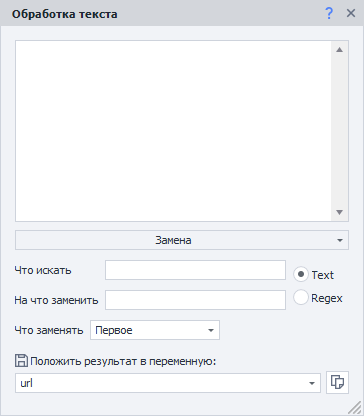 Обработка текста ?
Замена
Что искать
Text
На что заменить
Regex
Что заменять Первое
Положить результат в переменную:
url